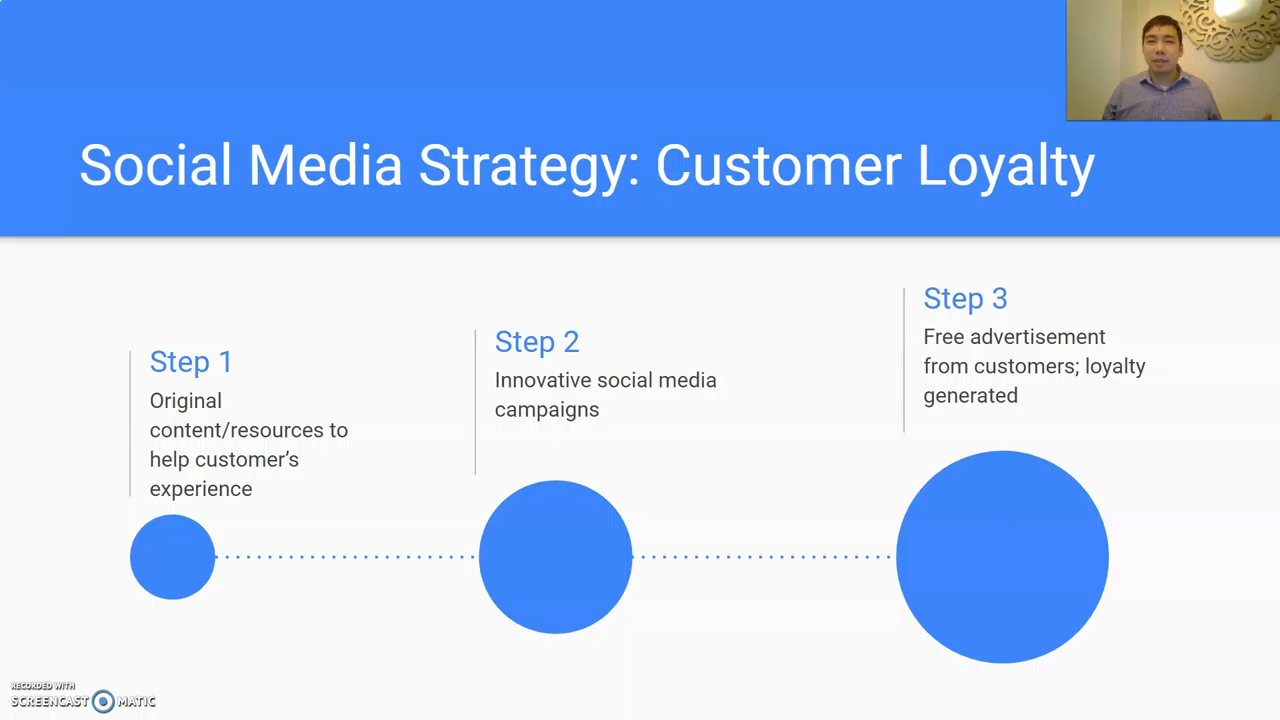 Social Media Strategy: Customer Loyalty
Step 1
Original
content/resources to
help customer’s
experience
Step 2
Innovative social media
campaigns
Step 3
Free advertisement
from customers; loyalty
generated
RECORDED WITH
SCREENCAST MATIC